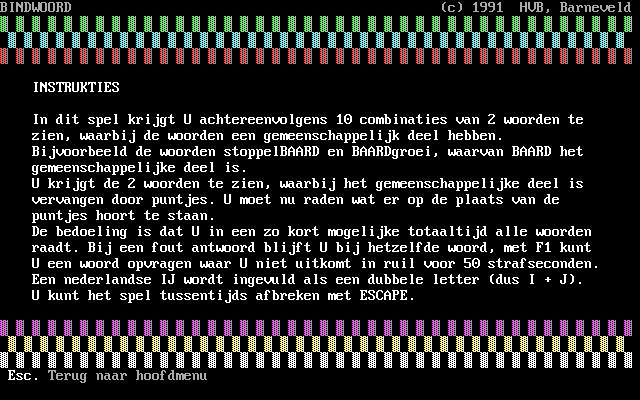 BINDWOORD (c) 1991 HVB, Barneveld
INSTRUKTIES
In dit spel krijgt U achtereenvolgens 10 combinaties van 2 woorden te
zien, waarbij de woorden een gemeenschappelijk deel hebben.
Bijvoorbeeld de woorden stoppelBAARD en BAARDgroei, waarvan BAARD het
gemeenschappelijke deel is.
U krijgt de 2 woorden te zien, waarbij het gemeenschappelijke deel is
vervangen door puntjes. U moet nu raden wat er op de plaats van de
puntjes hoort te staan.
De bedoeling is dat U in een zo kort mogelijke totaaltijd alle woorden
raadt. Bij een fout antwoord blijft U bij hetzelfde woord, met F1 kunt
U een woord opvragen waar U niet uitkomt in ruil voor 50 strafseconden.
Een nederlandse IJ wordt ingevuld als een dubbele letter (dus I + J).
U kunt het spel tussentijds afbreken met ESCAPE.
Esc. Terug naar hoofdmenu